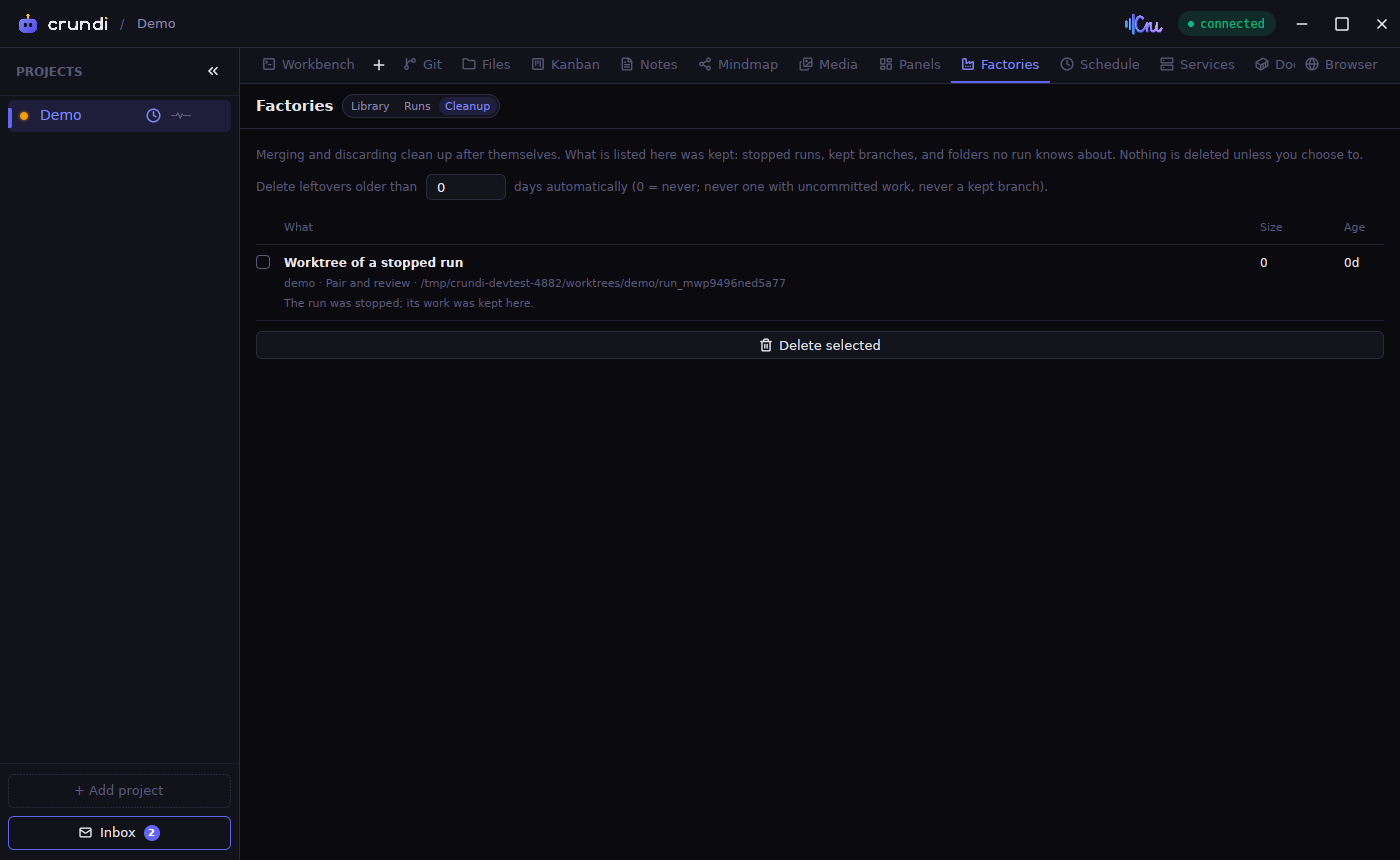 crundi / Demo
Cru
connected
PROJECTS
Workbench + Git Files Kanban Notes Mindmap Media Panels Factories Schedule Services Doc Browser
Demo
Factories Library Runs Cleanup
Merging and discarding clean up after themselves. What is listed here was kept: stopped runs, kept branches, and folders no run knows about. Nothing is deleted unless you choose to.
Delete leftovers older than 0 days automatically (0 = never; never one with uncommitted work, never a kept branch).
What Size Age
Worktree of a stopped run 0 0d
demo · Pair and review · /tmp/crundi-devtest-4882/worktrees/demo/run_mwp9496ned5a77
The run was stopped; its work was kept here.
Delete selected
+ Add project
Inbox 2